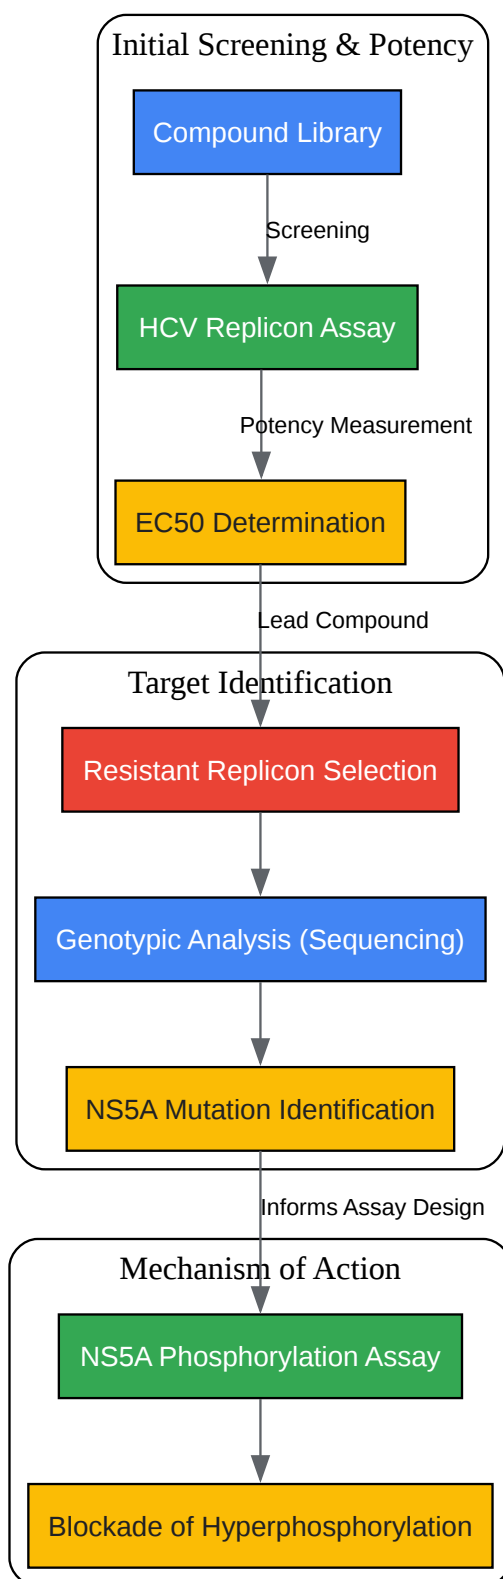 Initial Screening & Potency
Compound Library
Screening
HCV Replicon Assay
Potency Measurement
EC50 Determination
Lead Compound
Target Identification
Resistant Replicon Selection
Genotypic Analysis (Sequencing)
NS5A Mutation Identification
Informs Assay Design
Mechanism of Action
NS5A Phosphorylation Assay
Blockade of Hyperphosphorylation